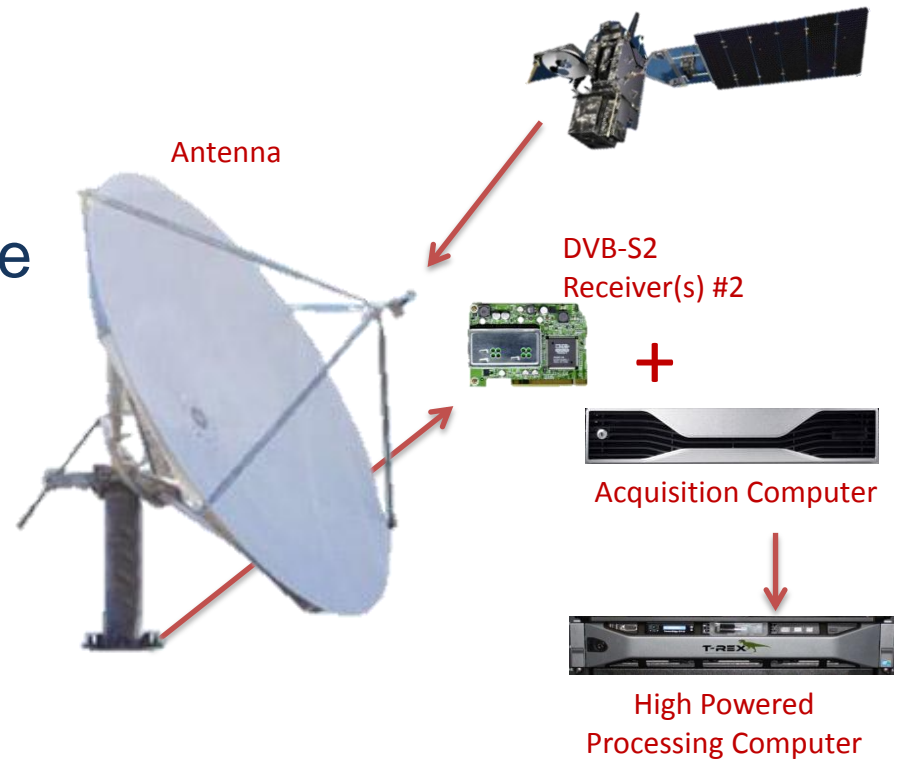 Antenna
e
DVB-S2
Receiver(s) #2
+
Acquisition Computer
T-REX
High Powered
Processing Computer